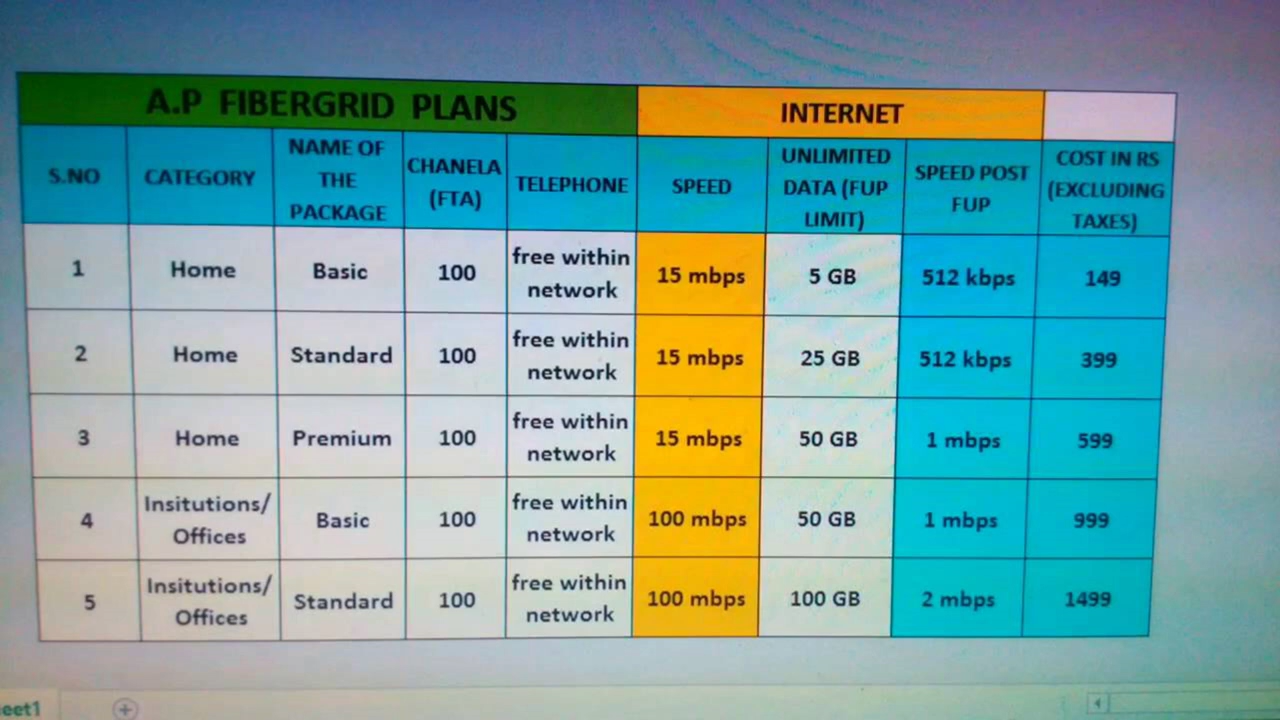 A.P FIBERGRID PLANS INTERNET
S.NO CATEGORY NAME OF THE PACKAGE CHANELA (FTA) TELEPHONE SPEED UNLIMITED DATA (FUP LIMIT) SPEED POST FUP COST IN RS (EXCLUDING TAXES)
1 Home Basic 100 free within network 15 mbps 5 GB 512 kbps 149
2 Home Standard 100 free within network 15 mbps 25 GB 512 kbps 399
3 Home Premium 100 free within network 15 mbps 50 GB 1 mbps 599
4 Insitutions/ Offices Basic 100 free within network 100 mbps 50 GB 1 mbps 999
5 Insitutions/ Offices Standard 100 free within network 100 mbps 100 GB 2 mbps 1499
eet1